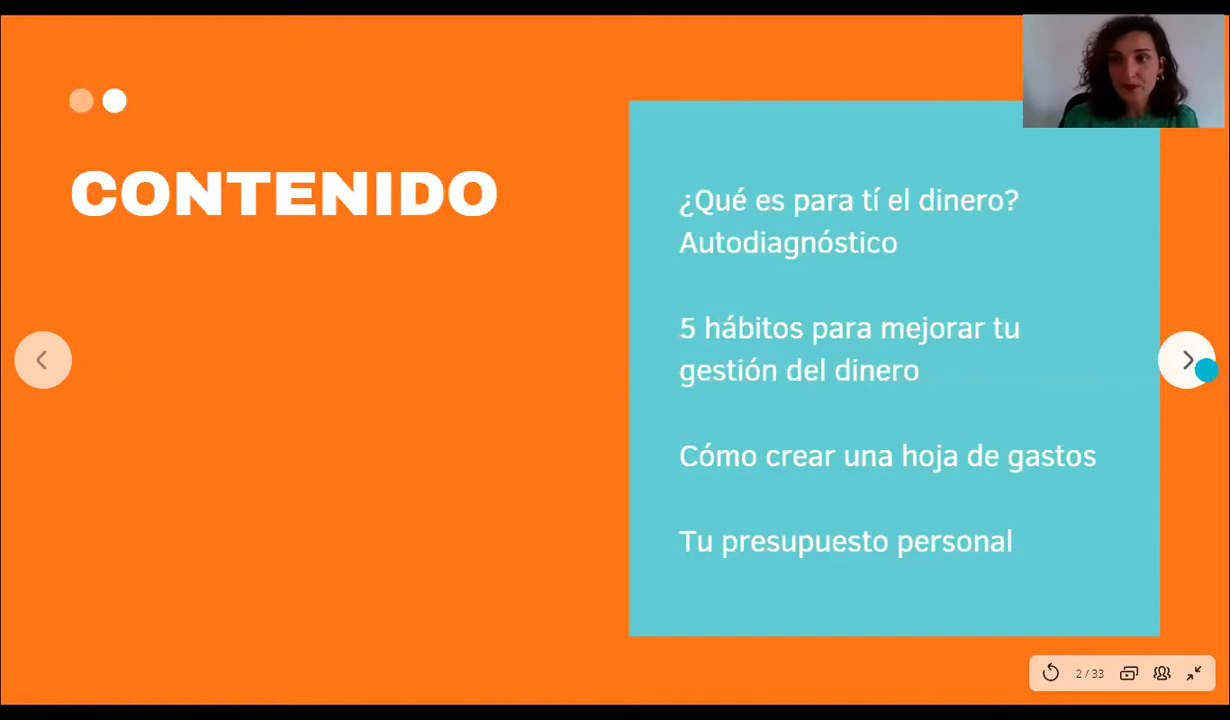 CONTENIDO
¿Qué es para tí el dinero?
Autodiagnóstico
5 hábitos para mejorar tu
gestión del dinero
Cómo crear una hoja de gastos
Tu presupuesto personal
2 / 33